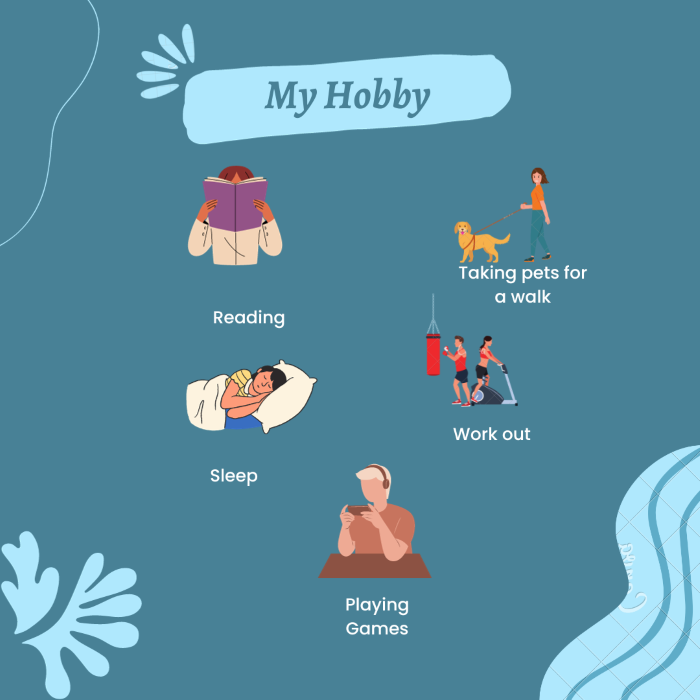 My Hobby
Taking pets for
a walk
Reading
Work out
Sleep
Playing
Games